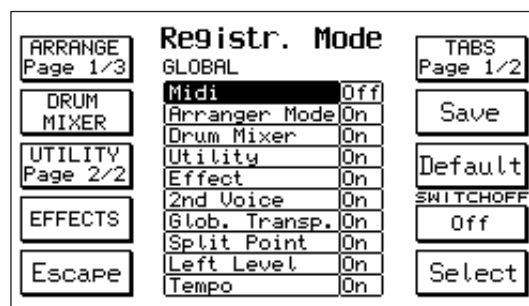 Registr. Mode
GLOBAL
ARRANGE
Page 1/3
DRUM
MIXER
UTILITY
Page 2/2
EFFECTS
Escape
Midi Off
Arranger Mode On
Drum Mixer On
Utility On
Effect On
2nd Voice On
Glob. Transp. On
Split Point On
Left Level On
Tempo On
TABS
Page 1/2
Save
Default
SWITCHOFF
Off
Select